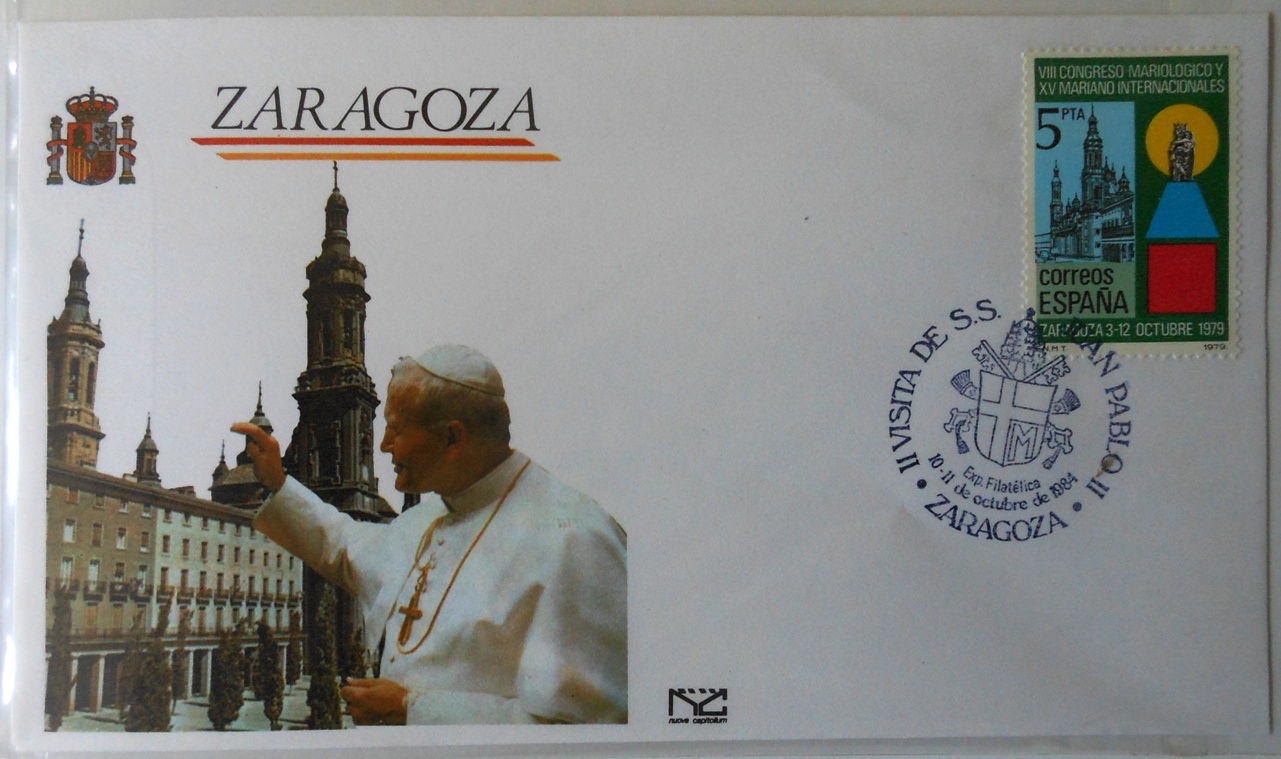 ZARAGOZA
VIII CONGRESO MARIOLOGICO Y
XV MARIANO INTERNACIONALES
5 PTA
correos
ESPAÑA
ZARAGOZA 3-12 OCTUBRE 1979
1979
II VISITA DE S.S. JUAN PABLO II
M
Exp. Filatélica
10-11 de octubre de 1984
• ZARAGOZA •
nuova capitolium